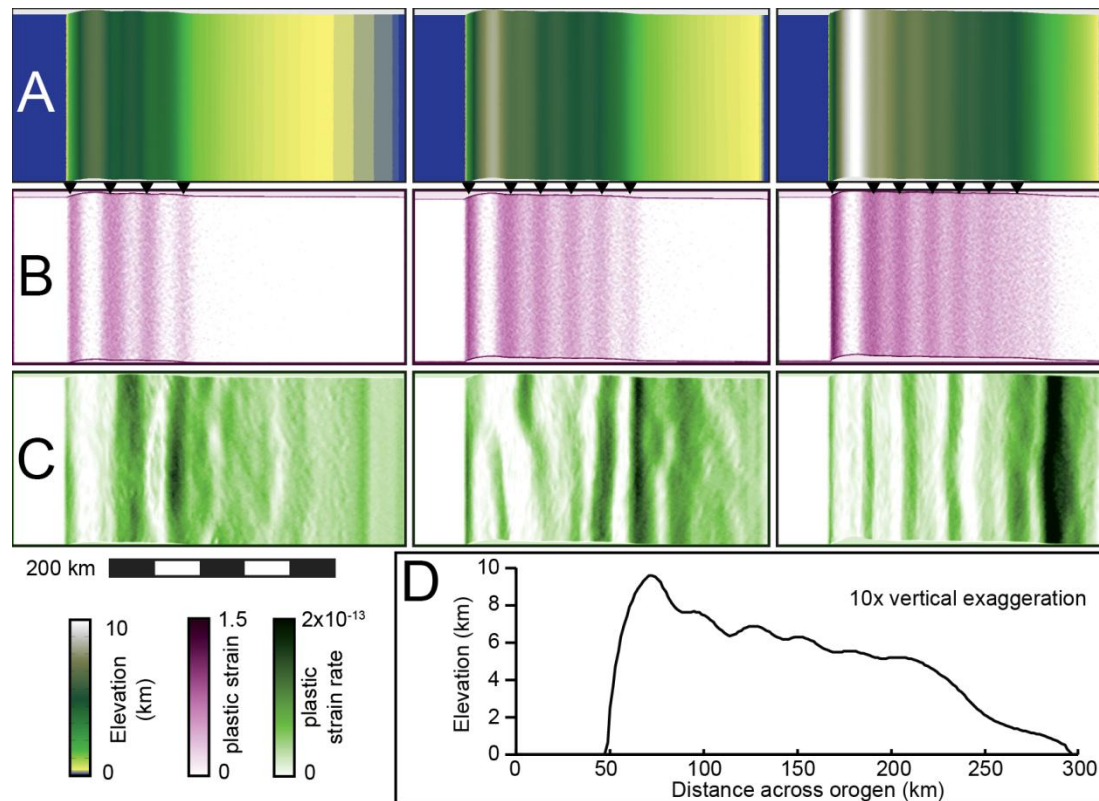 A
B
C
200 km
10
Elevation
(km)
0
1.5
plastic strain
0
2x10-13
plastic
strain rate
0
D
10x vertical exaggeration
Elevation (km)
10
8
6
4
2
0
0 50 100 150 200 250 300
Distance across orogen (km)